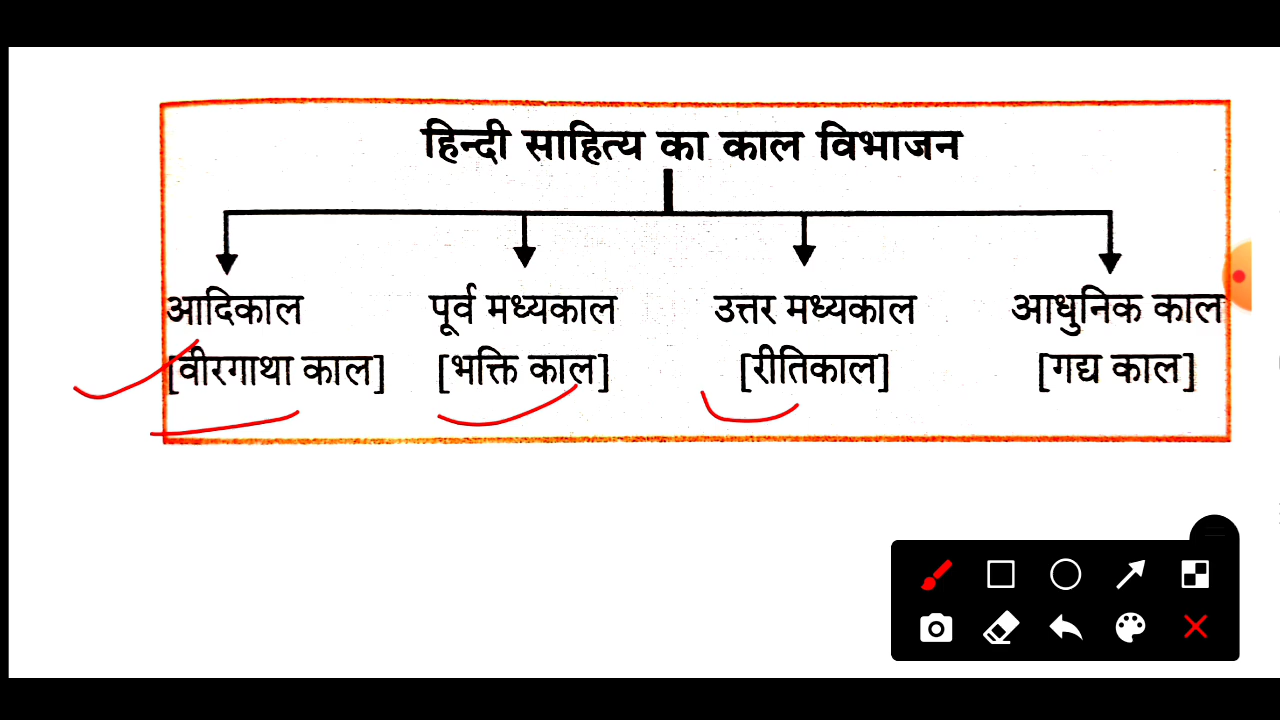 हिन्दी साहित्य का काल विभाजन
आदिकाल पूर्व मध्यकाल उत्तर मध्यकाल आधुनिक काल
[वीरगाथा काल] [भक्ति काल] [रीतिकाल] [गद्य काल]